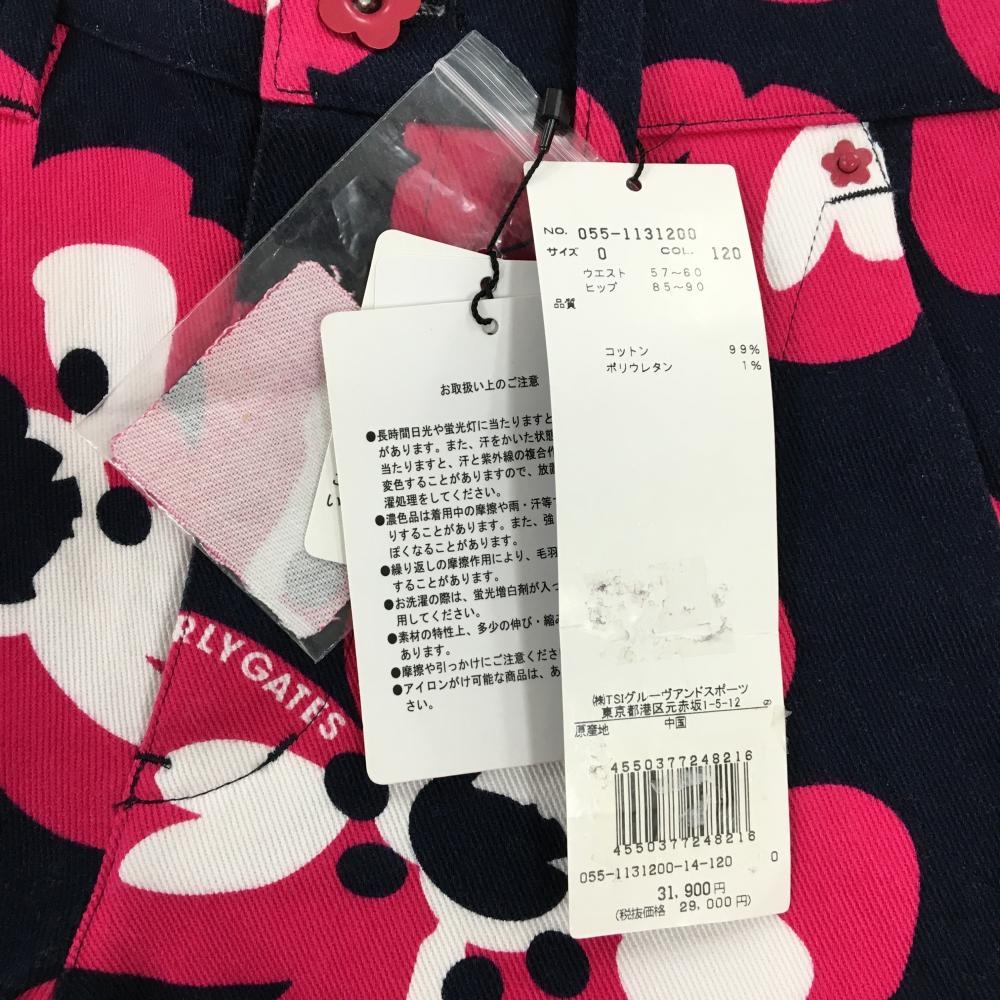 NO. 055-1131200
サイズ 0 COL. 120
ウエスト 57～60
ヒップ 85～90
品質
コットン 99%
ポリウレタン 1%
㈱TSIグルーヴアンドスポーツ
東京都港区元赤坂1-5-12
原産地 中国
4550377248216
4550377248216
055-1131200-14-120 0
31,900円
(税抜価格 29,000円)
お取扱い上のご注意
●長時間日光や蛍光灯に当たりますと
があります。また、汗をかいた状態
当たりますと、汗と紫外線の複合作
変色することがありますので、放置
濯処理をしてください。
●濃色品は着用中の摩擦や雨・汗等
りすることがあります。また、強
ぽくなることがあります。
●繰り返しの摩擦作用により、毛羽
することがあります。
●お洗濯の際は、蛍光増白剤が入っ
用してください。
●素材の特性上、多少の伸び・縮み
あります。
●摩擦や引っかけにご注意くださ
●アイロンがけ可能な商品は、あ
さい。
い
RLYGATES